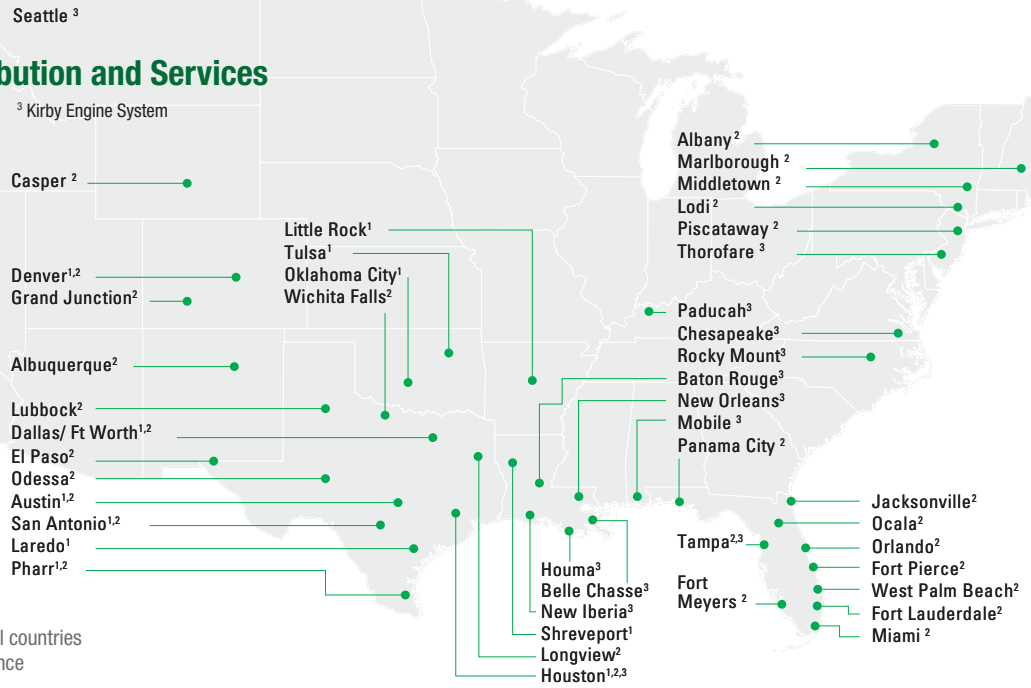 Seattle ³
bution and Services
³ Kirby Engine System
Casper ²
Denver¹,²
Grand Junction²
Albuquerque²
Lubbock²
Dallas/ Ft Worth¹,²
El Paso²
Odessa²
Austin¹,²
San Antonio¹,²
Laredo¹
Pharr¹,²
l countries
nce
Little Rock¹
Tulsa¹
Oklahoma City¹
Wichita Falls²
Albany ²
Marlborough ²
Middletown ²
Lodi ²
Piscataway ²
Thorofare ³
Paducah³
Chesapeake³
Rocky Mount³
Baton Rouge³
New Orleans³
Mobile ³
Panama City ²
Tampa²,³
Fort
Meyers ²
Houma³
Belle Chasse³
New Iberia³
Shreveport¹
Longview²
Houston¹,²,³
Jacksonville²
Ocala²
Orlando²
Fort Pierce²
West Palm Beach²
Fort Lauderdale²
Miami ²